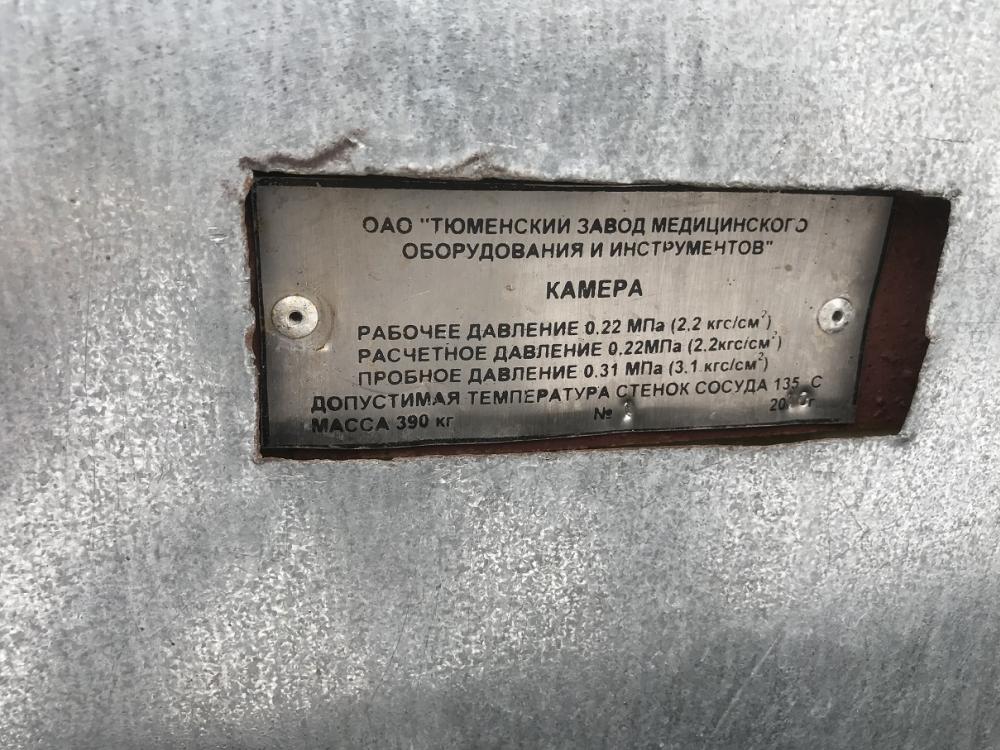 ОАО "ТЮМЕНСКИЙ ЗАВОД МЕДИЦИНСКОГО
ОБОРУДОВАНИЯ И ИНСТРУМЕНТОВ"
КАМЕРА
РАБОЧЕЕ ДАВЛЕНИЕ 0.22 МПа (2.2 кгс/см²)
РАСЧЕТНОЕ ДАВЛЕНИЕ 0.22МПа (2.2кгс/см²)
ПРОБНОЕ ДАВЛЕНИЕ 0.31 МПа (3.1 кгс/см²)
ДОПУСТИМАЯ ТЕМПЕРАТУРА СТЕНОК СОСУДА 135 С
МАССА 390 кг №